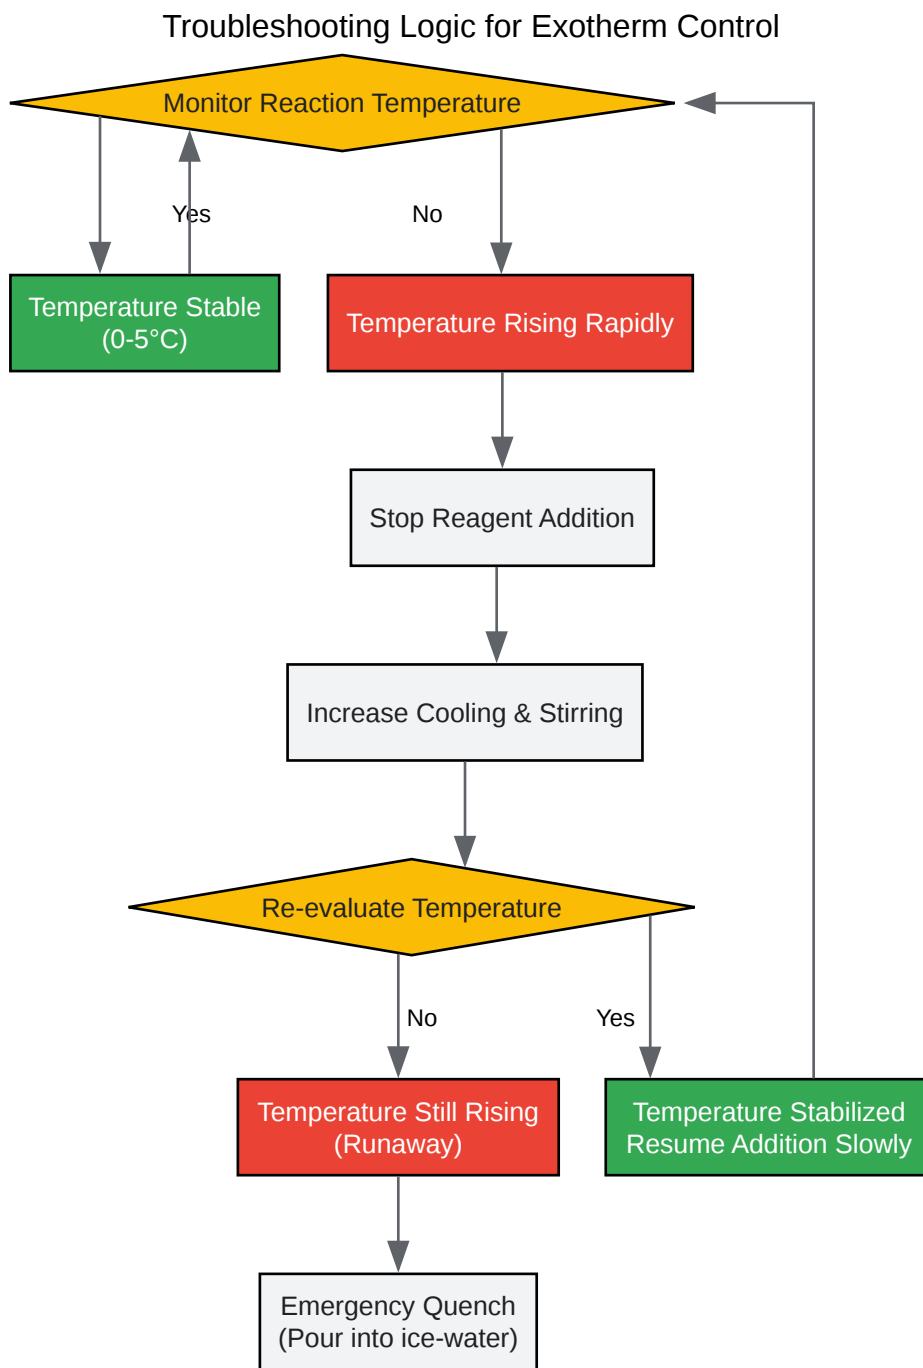 Troubleshooting Logic for Exotherm Control
Monitor Reaction Temperature
Yes
No
Temperature Stable
(0-5°C)
Temperature Rising Rapidly
Stop Reagent Addition
Increase Cooling & Stirring
Re-evaluate Temperature
No
Yes
Temperature Still Rising
(Runaway)
Temperature Stabilized
Resume Addition Slowly
Emergency Quench
(Pour into ice-water)